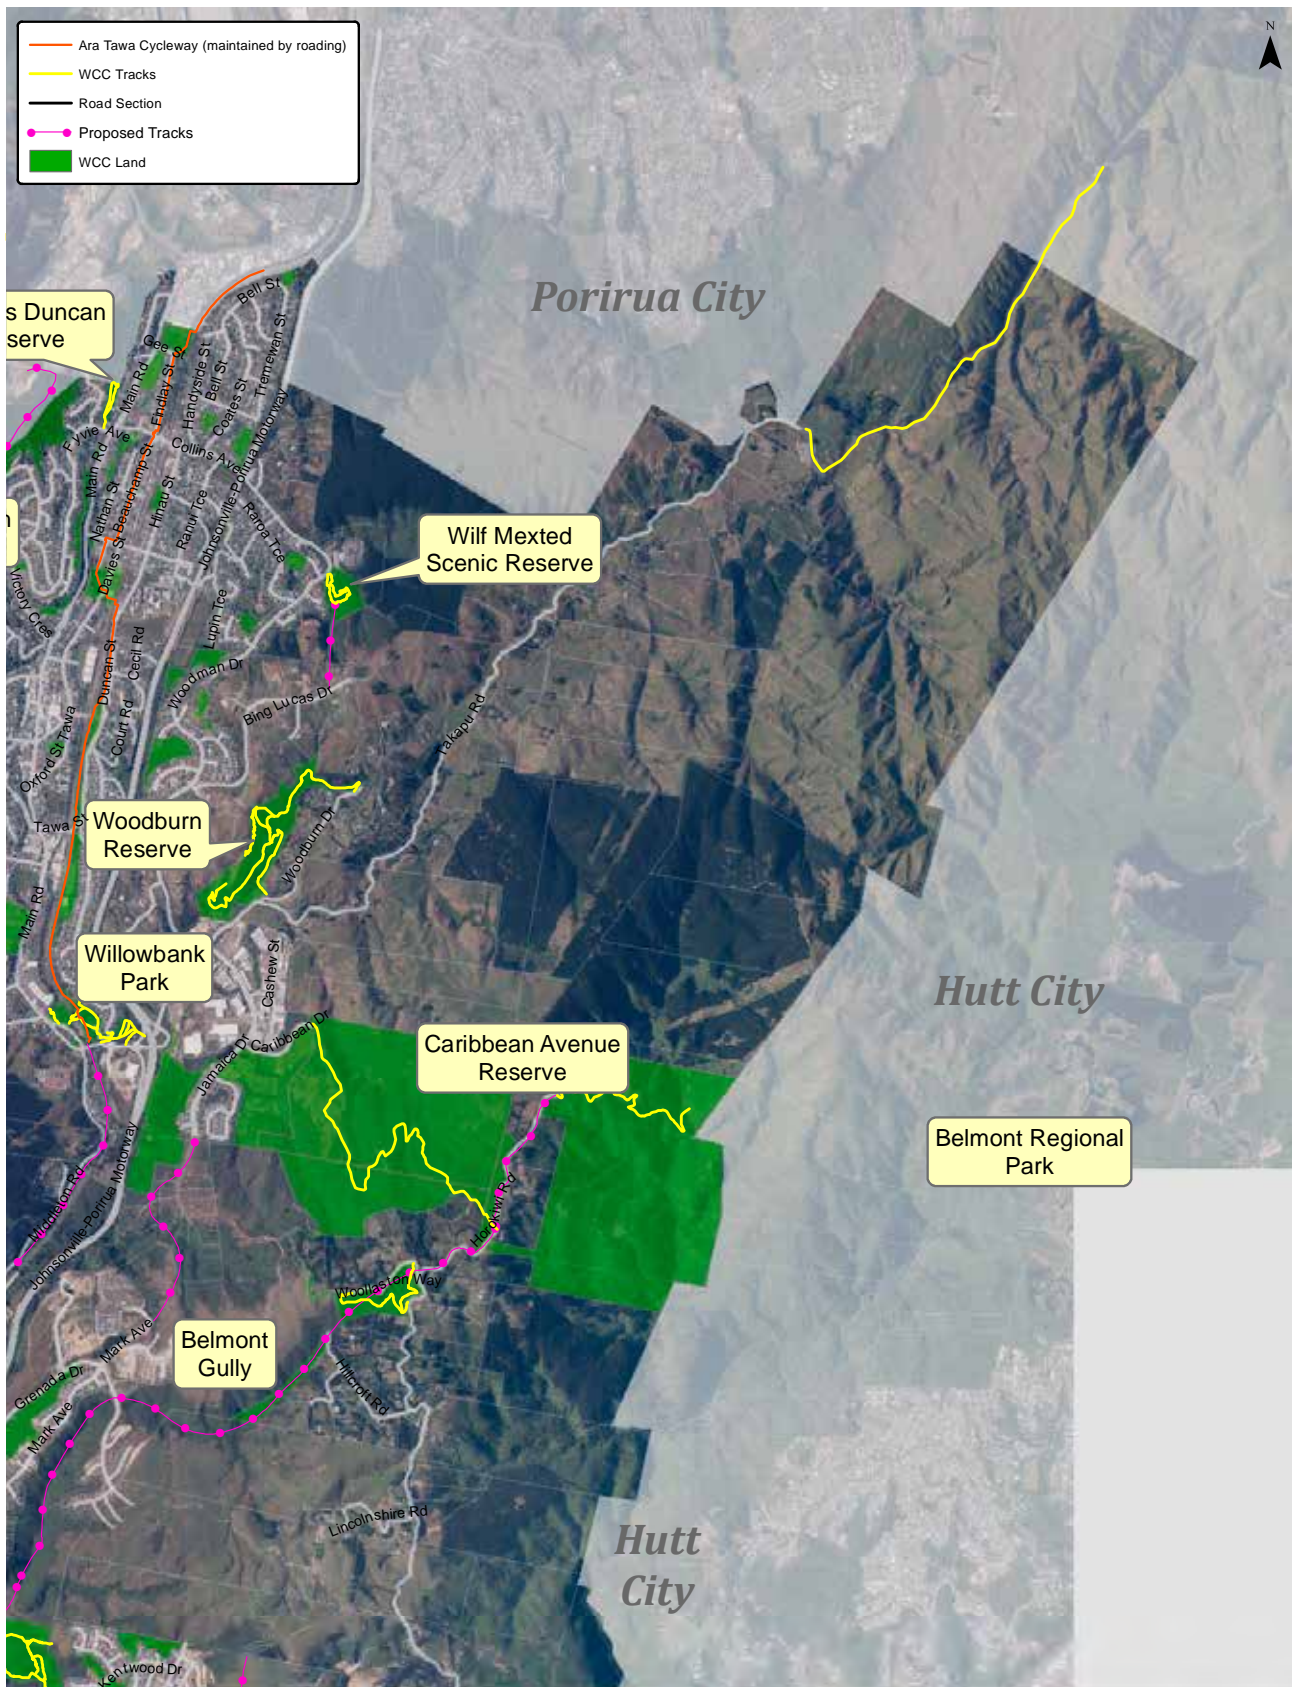 Ara Tawa Cycleway (maintained by roading)
WCC Tracks
Road Section
Proposed Tracks
WCC Land
N
Porirua City
s Duncan
serve
Bell St
Gee St
Main Rd
Findlay St
Handyside St
Bell St
Coates St
Tremewan St
Johnsonville-Porirua Motorway
Fyvie Ave
Collins Ave
Main Rd
Nathan St
Beauchamp St
Hinau St
Ranui Tce
Raroa Tce
n
Wilf Mexted
Scenic Reserve
Davies St
Victory Cres
Lupin Tce
Cecil Rd
Duncan St
Woodman Dr
Bing Lucas Dr
Court Rd
Takapu Rd
Oxford St Tawa
Tawa St
Woodburn
Reserve
Woodburn Dr
Main Rd
Willowbank
Park
Cashew St
Hutt City
Caribbean Dr
Jamaica Dr
Caribbean Avenue
Reserve
Belmont Regional
Park
Middleton Rd
Johnsonville-Porirua Motorway
Horokiwi Rd
Woollaston Way
Mark Ave
Belmont
Gully
Grenada Dr
Hillcroft Rd
Mark Ave
Lincolnshire Rd
Hutt
City
Kentwood Dr